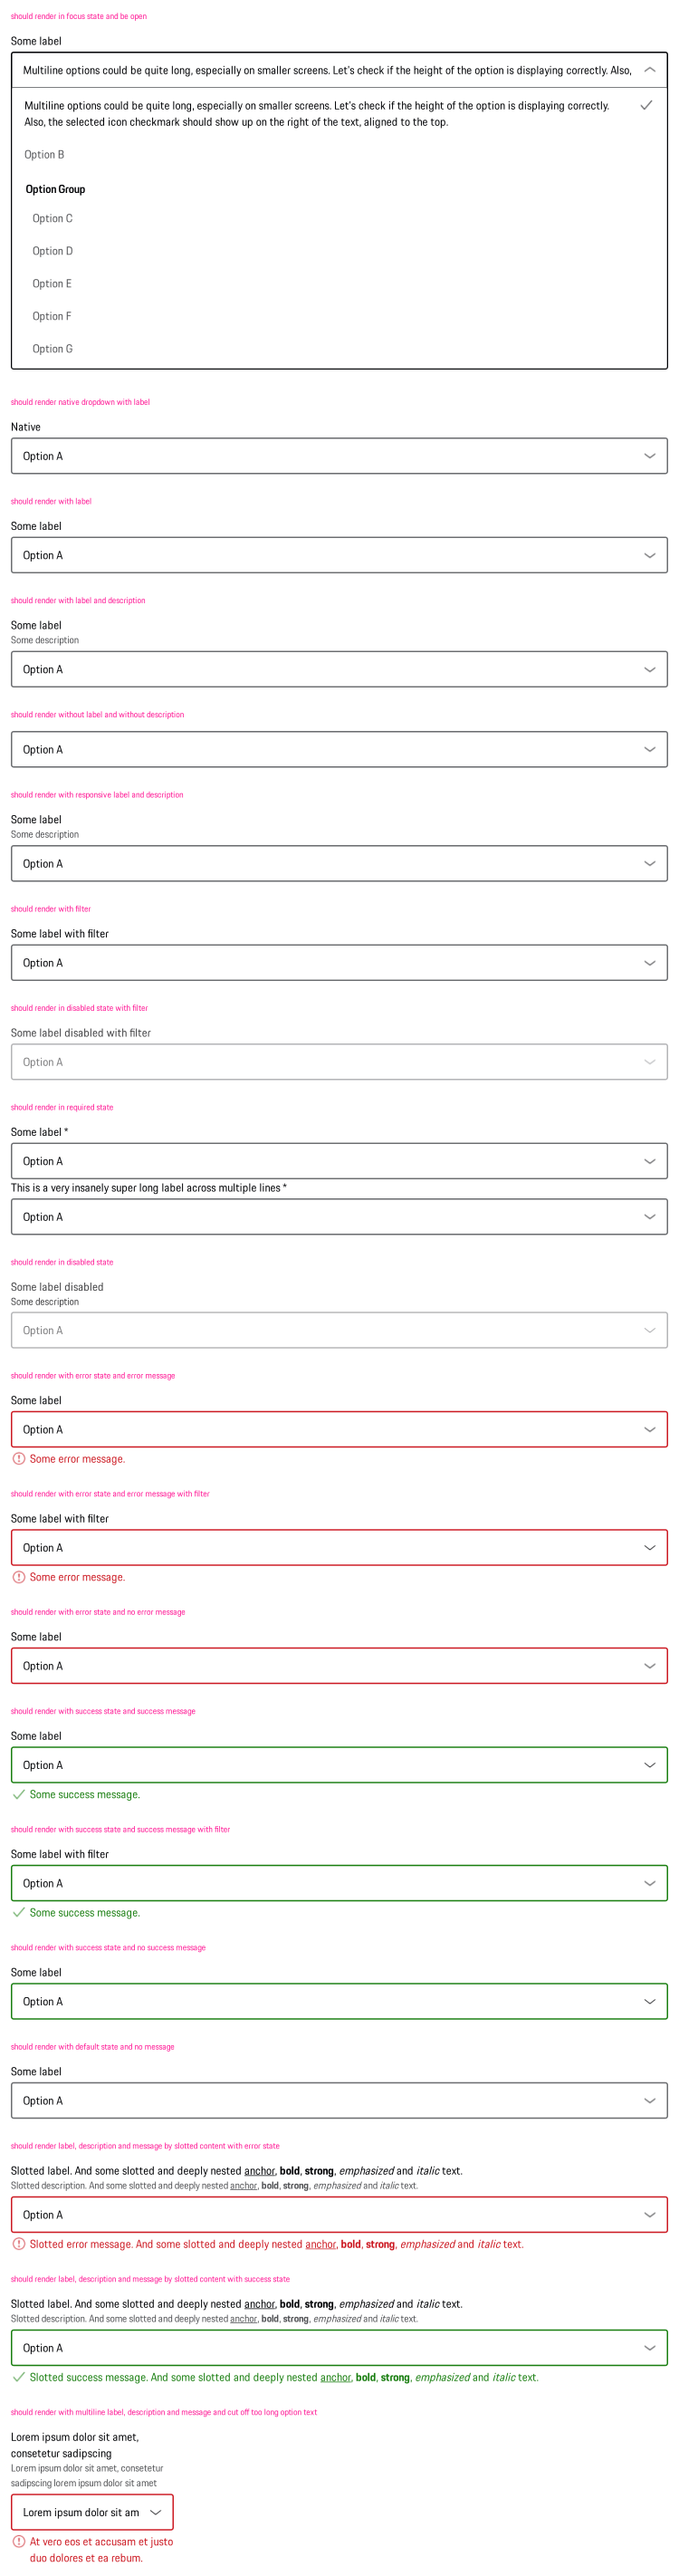 should render in focus state and be open
Some label
Multiline options could be quite long, especially on smaller screens. Let's check if the height of the option is displaying correctly. Also,
Multiline options could be quite long, especially on smaller screens. Let's check if the height of the option is displaying correctly.
Also, the selected icon checkmark should show up on the right of the text, aligned to the top.
Option B
Option Group
Option C
Option D
Option E
Option F
Option G
should render native dropdown with label
Native
Option A
should render with label
Some label
Option A
should render with label and description
Some label
Some description
Option A
should render without label and without description
Option A
should render with responsive label and description
Some label
Some description
Option A
should render with filter
Some label with filter
Option A
should render in disabled state with filter
Some label disabled with filter
Option A
should render in required state
Some label *
Option A
This is a very insanely super long label across multiple lines *
Option A
should render in disabled state
Some label disabled
Some description
Option A
should render with error state and error message
Some label
Option A
Some error message.
should render with error state and error message with filter
Some label with filter
Option A
Some error message.
should render with error state and no error message
Some label
Option A
should render with success state and success message
Some label
Option A
Some success message.
should render with success state and success message with filter
Some label with filter
Option A
Some success message.
should render with success state and no success message
Some label
Option A
should render with default state and no message
Some label
Option A
should render label, description and message by slotted content with error state
Slotted label. And some slotted and deeply nested anchor, bold, strong, emphasized and italic text.
Slotted description. And some slotted and deeply nested anchor, bold, strong, emphasized and italic text.
Option A
Slotted error message. And some slotted and deeply nested anchor, bold, strong, emphasized and italic text.
should render label, description and message by slotted content with success state
Slotted label. And some slotted and deeply nested anchor, bold, strong, emphasized and italic text.
Slotted description. And some slotted and deeply nested anchor, bold, strong, emphasized and italic text.
Option A
Slotted success message. And some slotted and deeply nested anchor, bold, strong, emphasized and italic text.
should render with multiline label, description and message and cut off too long option text
Lorem ipsum dolor sit amet,
consetetur sadipscing
Lorem ipsum dolor sit amet, consetetur
sadipscing lorem ipsum dolor sit amet
Lorem ipsum dolor sit am
At vero eos et accusam et justo
duo dolores et ea rebum.